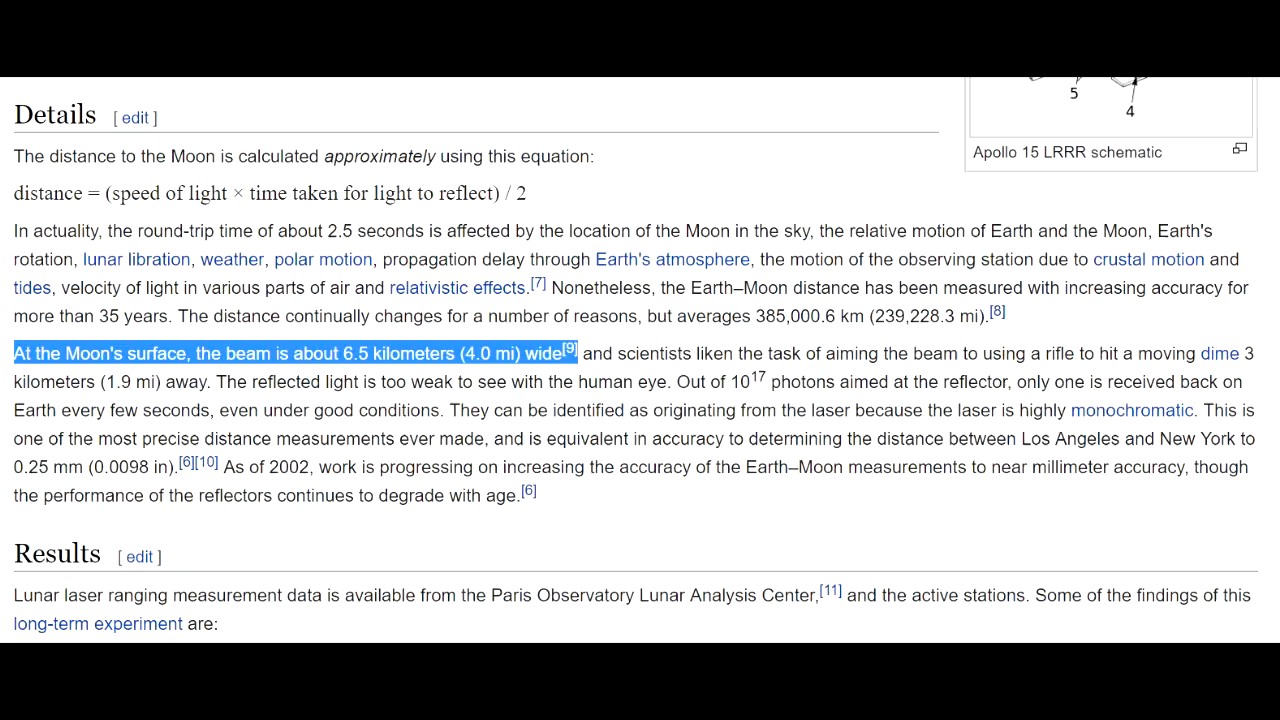 5
4
Apollo 15 LRRR schematic
Details [ edit ]
The distance to the Moon is calculated approximately using this equation:
distance = (speed of light × time taken for light to reflect) / 2
In actuality, the round-trip time of about 2.5 seconds is affected by the location of the Moon in the sky, the relative motion of Earth and the Moon, Earth's
rotation, lunar libration, weather, polar motion, propagation delay through Earth's atmosphere, the motion of the observing station due to crustal motion and
tides, velocity of light in various parts of air and relativistic effects.[7] Nonetheless, the Earth–Moon distance has been measured with increasing accuracy for
more than 35 years. The distance continually changes for a number of reasons, but averages 385,000.6 km (239,228.3 mi).[8]
At the Moon's surface, the beam is about 6.5 kilometers (4.0 mi) wide[9] and scientists liken the task of aiming the beam to using a rifle to hit a moving dime 3
kilometers (1.9 mi) away. The reflected light is too weak to see with the human eye. Out of 10^17 photons aimed at the reflector, only one is received back on
Earth every few seconds, even under good conditions. They can be identified as originating from the laser because the laser is highly monochromatic. This is
one of the most precise distance measurements ever made, and is equivalent in accuracy to determining the distance between Los Angeles and New York to
0.25 mm (0.0098 in).[6][10] As of 2002, work is progressing on increasing the accuracy of the Earth–Moon measurements to near millimeter accuracy, though
the performance of the reflectors continues to degrade with age.[6]
Results [ edit ]
Lunar laser ranging measurement data is available from the Paris Observatory Lunar Analysis Center,[11] and the active stations. Some of the findings of this
long-term experiment are: